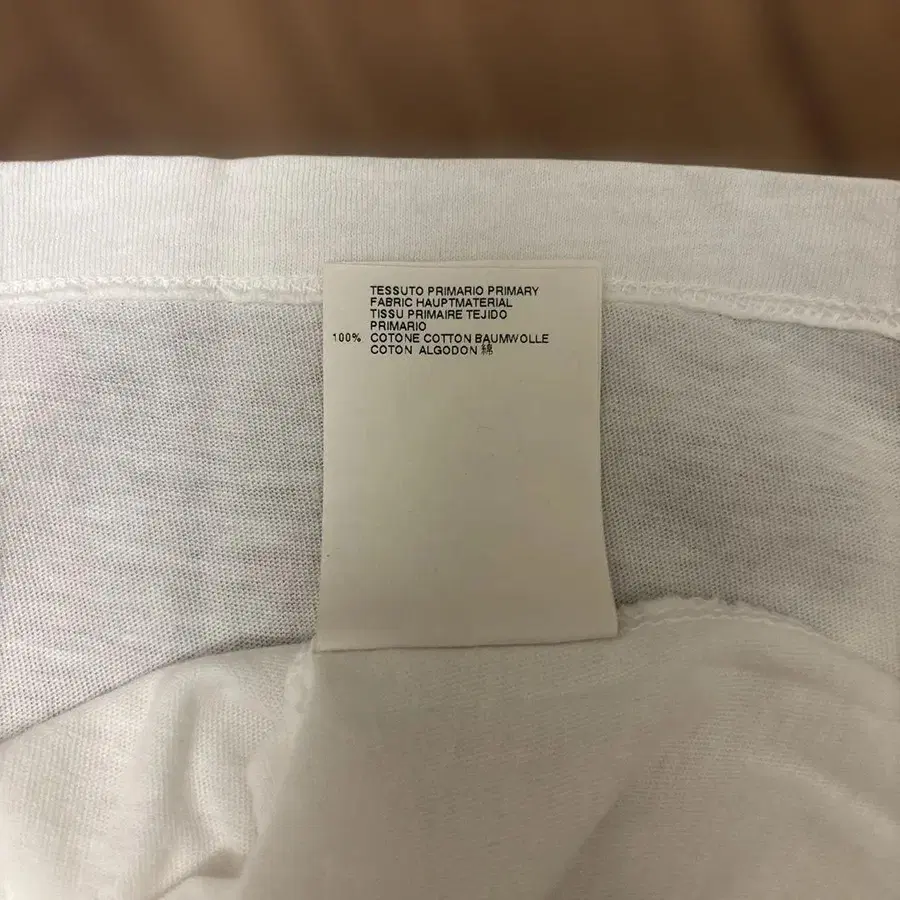 TESSUTO PRIMARIO PRIMARY
FABRIC HAUPTMATERIAL
TISSU PRIMAIRE TEJIDO
PRIMARIO
100% COTONE COTTON BAUMWOLLE
COTON ALGODON 綿